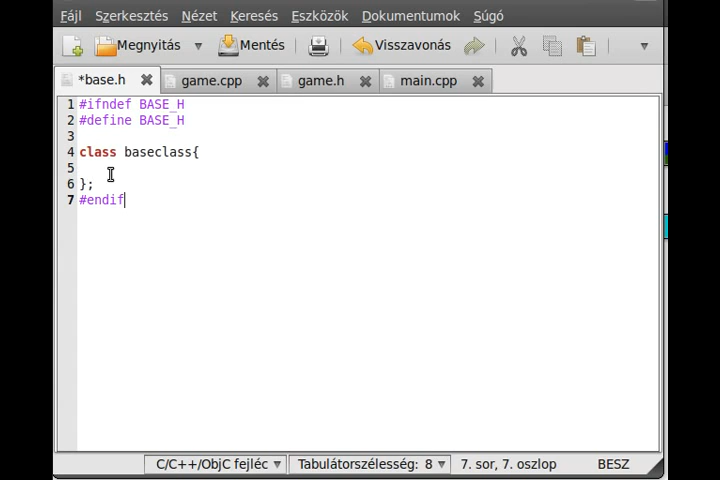 Fájl Szerkesztés Nézet Keresés Eszközök Dokumentumok Súgó
Megnyitás Mentés Visszavonás
*base.h game.cpp game.h main.cpp
1 #ifndef BASE_H
2 #define BASE_H
3
4 class baseclass{
5
6 };
7 #endif
C/C++/ObjC fejléc Tabulátorszélesség: 8 7. sor, 7. oszlop BESZ